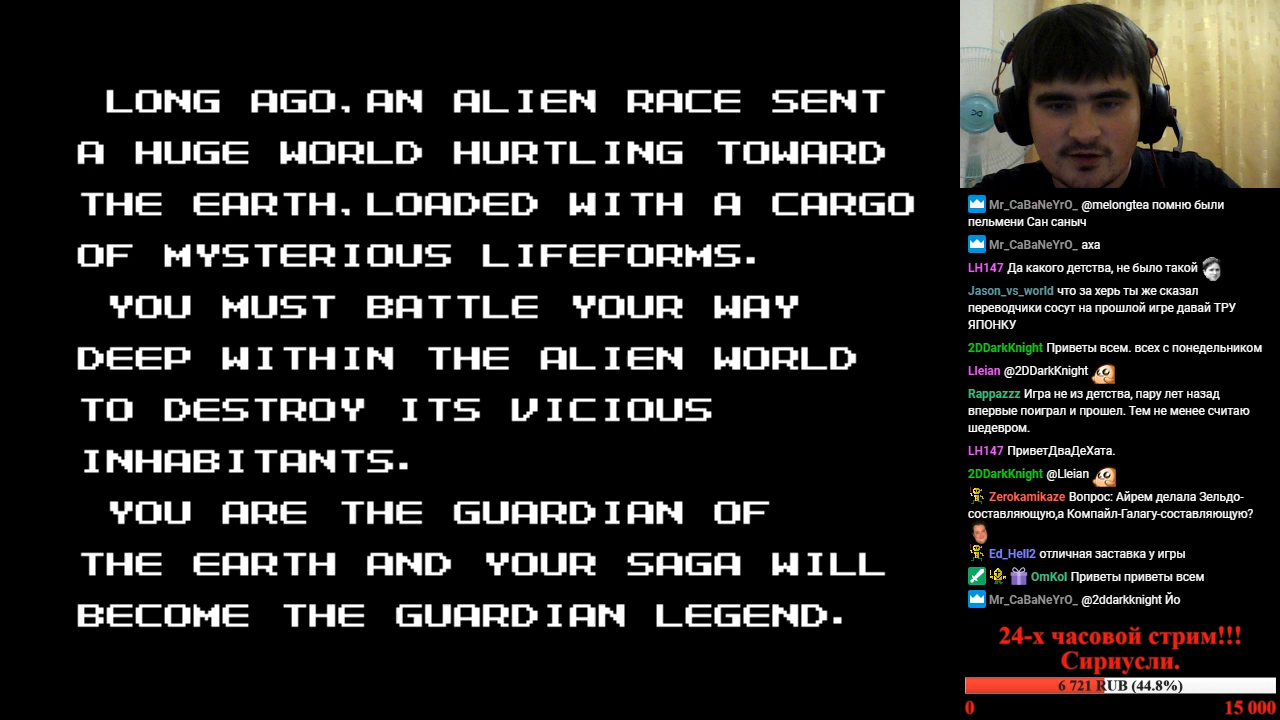 LONG AGO,AN ALIEN RACE SENT
A HUGE WORLD HURTLING TOWARD
THE EARTH,LOADED WITH A CARGO
OF MYSTERIOUS LIFEFORMS.
YOU MUST BATTLE YOUR WAY
DEEP WITHIN THE ALIEN WORLD
TO DESTROY ITS VICIOUS
INHABITANTS.
YOU ARE THE GUARDIAN OF
THE EARTH AND YOUR SAGA WILL
BECOME THE GUARDIAN LEGEND.
Mr_CaBaNeYrO_ @melongtea помню были
пельмени Сан саныч
Mr_CaBaNeYrO_ аха
LH147 Да какого детства, не было такой
Jason_vs_world что за херь ты же сказал
переводчики сосут на прошлой игре давай ТРУ
ЯПОНКУ
2DDarkKnight Приветы всем. всех с понедельником
Lleian @2DDarkKnight
Rappazzz Игра не из детства, пару лет назад
впервые поиграл и прошел. Тем не менее считаю
шедевром.
LH147 ПриветДваДеХата.
2DDarkKnight @Lleian
Zerokamikaze Вопрос: Айрем делала Зельдо-
составляющую,а Компайл-Галагу-составляющую?
Ed_Hell2 отличная заставка у игры
OmKol Приветы приветы всем
Mr_CaBaNeYrO_ @2ddarkknight Йо
24-х часовой стрим!!!
Сириусли.
6 721 RUB (44.8%)
0 15 000